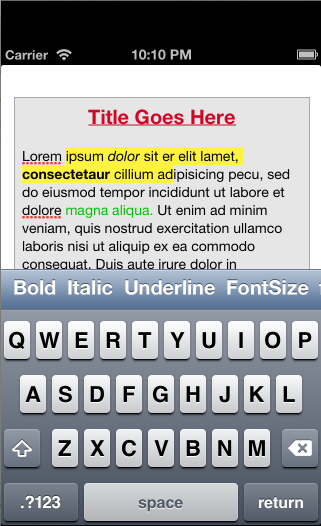 Carrier 10:10 PM
Title Goes Here
Lorem ipsum dolor sit er elit lamet,
consectetaur cillium adipisicing pecu, sed
do eiusmod tempor incididunt ut labore et
dolore magna aliqua. Ut enim ad minim
veniam, quis nostrud exercitation ullamco
laboris nisi ut aliquip ex ea commodo
consequat. Duis aute irure dolor in
Bold Italic Underline FontSize
Q W E R T Y U I O P
A S D F G H J K L
Z X C V B N M
.?123 space return